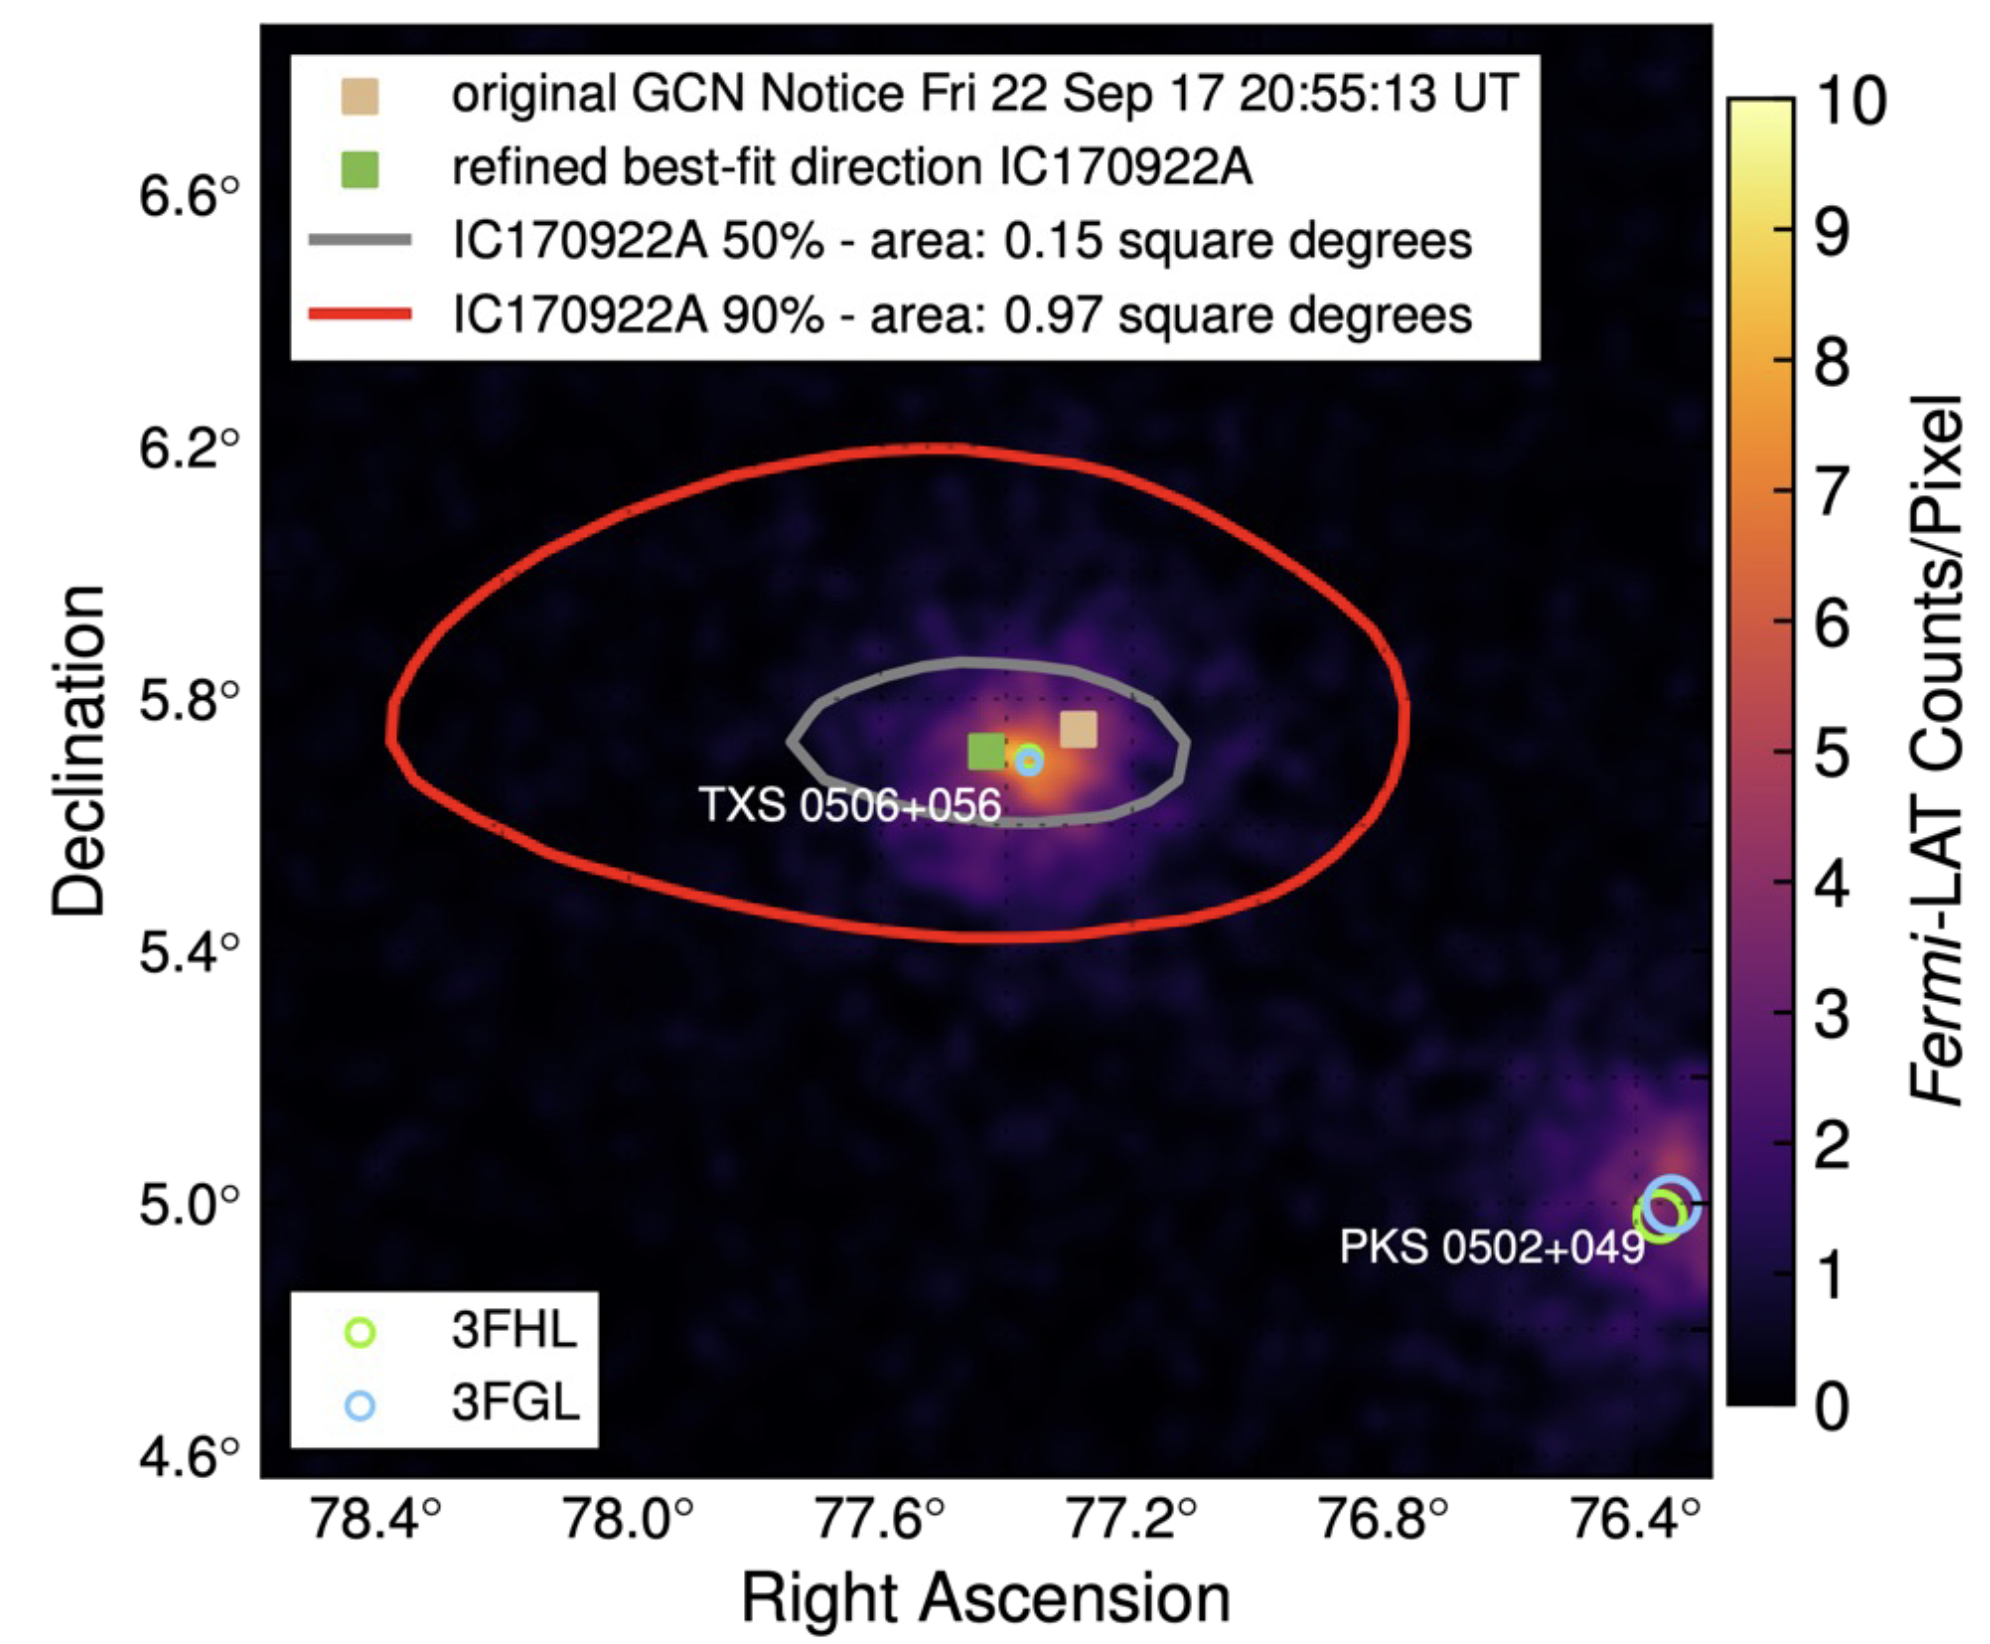 original GCN Notice Fri 22 Sep 17 20:55:13 UT
refined best-fit direction IC170922A
IC170922A 50% - area: 0.15 square degrees
IC170922A 90% - area: 0.97 square degrees
6.6°
6.2°
5.8°
5.4°
5.0°
4.6°
Declination
TXS 0506+056
PKS 0502+049
3FHL
3FGL
78.4°
78.0°
77.6°
77.2°
76.8°
76.4°
Right Ascension
10
9
8
7
6
5
4
3
2
1
0
Fermi-LAT Counts/Pixel